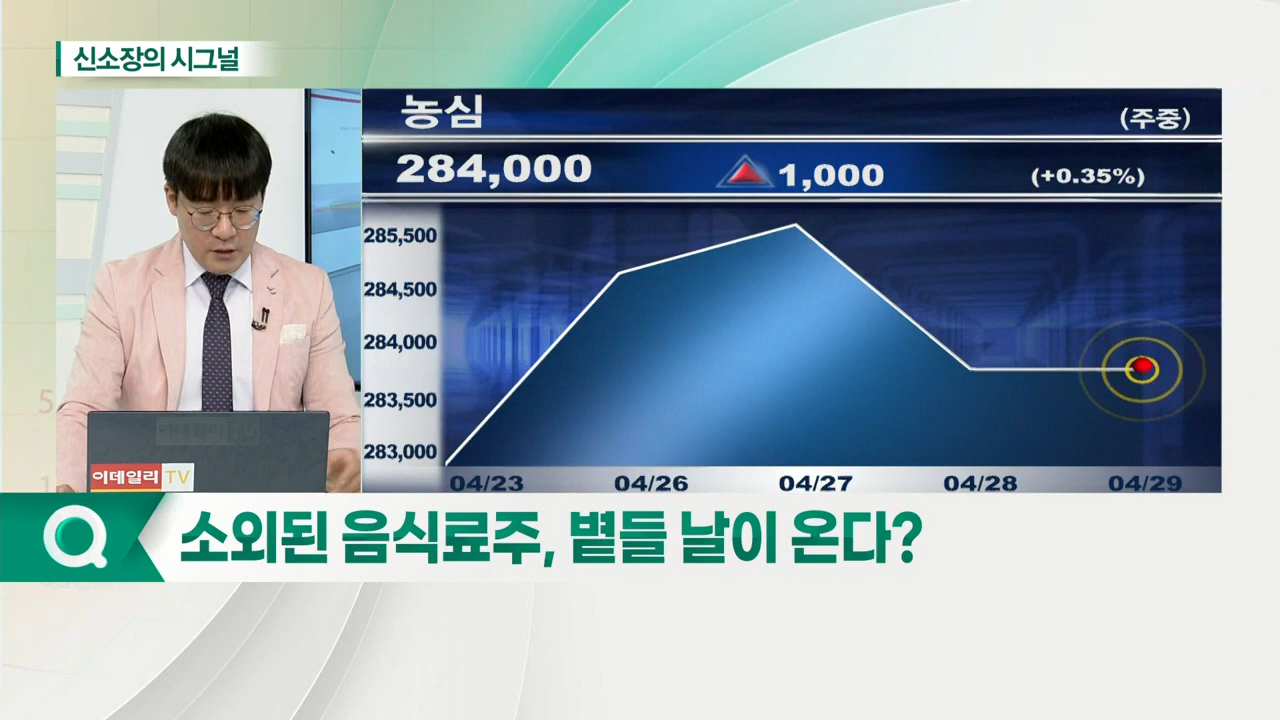 신소장의 시그널
농심
(주중)
284,000
1,000
(+0.35%)
285,500
284,500
284,000
283,500
283,000
04/23
04/26
04/27
04/28
04/29
이데일리 TV
소외된 음식료주, 볕들 날이 온다?